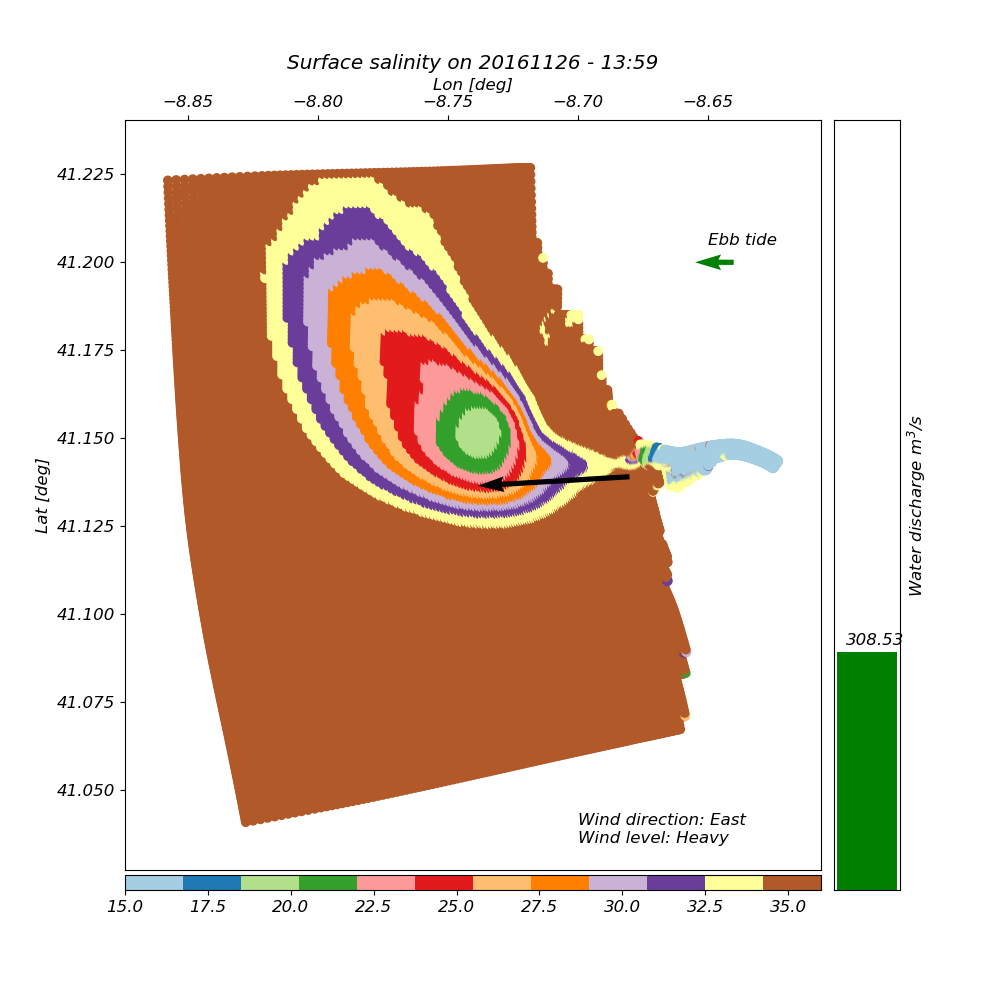 Surface salinity on 20161126 - 13:59
Lon [deg]
−8.85 −8.80 −8.75 −8.70 −8.65
41.225
Ebb tide
41.200
41.175
41.150
Lat [deg]
41.125
41.100
41.075
41.050
Water discharge m³/s
308.53
Wind direction: East
Wind level: Heavy
15.0 17.5 20.0 22.5 25.0 27.5 30.0 32.5 35.0